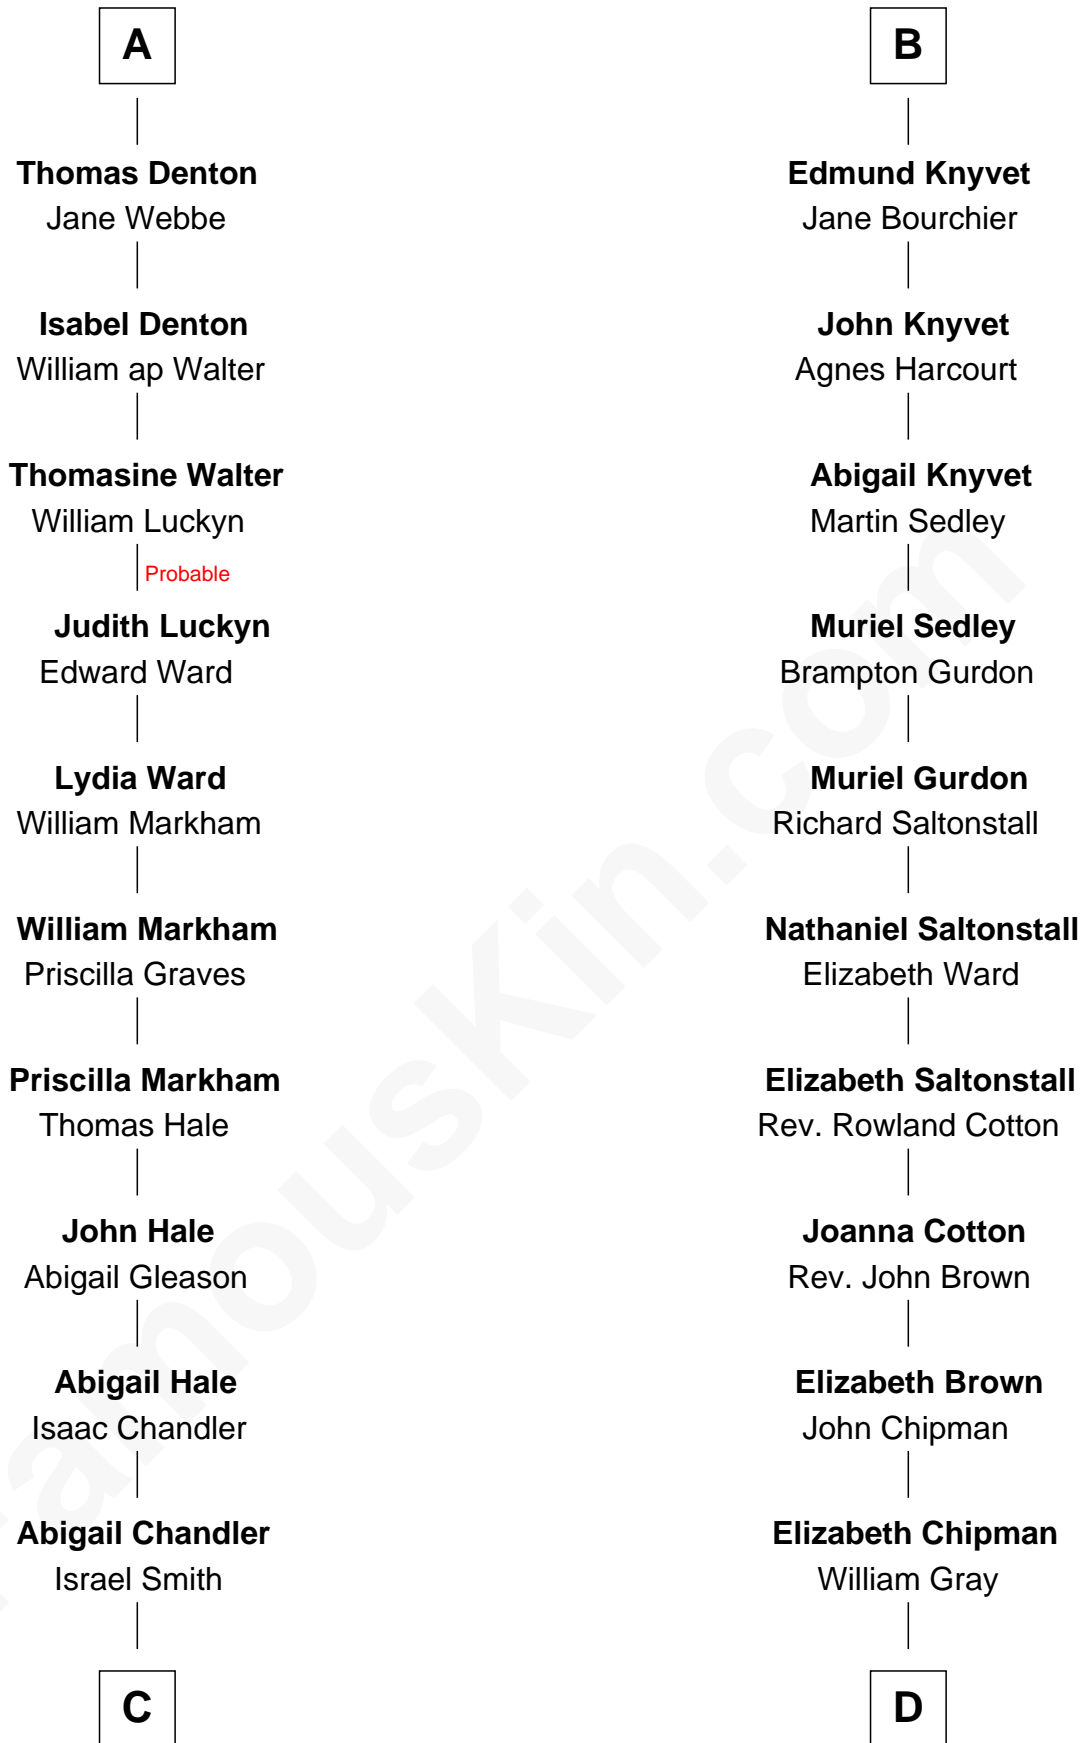 A
Thomas Denton
Jane Webbe
Isabel Denton
William ap Walter
Thomasine Walter
William Luckyn
Probable
Judith Luckyn
Edward Ward
Lydia Ward
William Markham
William Markham
Priscilla Graves
Priscilla Markham
Thomas Hale
John Hale
Abigail Gleason
Abigail Hale
Isaac Chandler
Abigail Chandler
Israel Smith
C
B
Edmund Knyvet
Jane Bourchier
John Knyvet
Agnes Harcourt
Abigail Knyvet
Martin Sedley
Muriel Sedley
Brampton Gurdon
Muriel Gurdon
Richard Saltonstall
Nathaniel Saltonstall
Elizabeth Ward
Elizabeth Saltonstall
Rev. Rowland Cotton
Joanna Cotton
Rev. John Brown
Elizabeth Brown
John Chipman
Elizabeth Chipman
William Gray
D
FamousKin.com